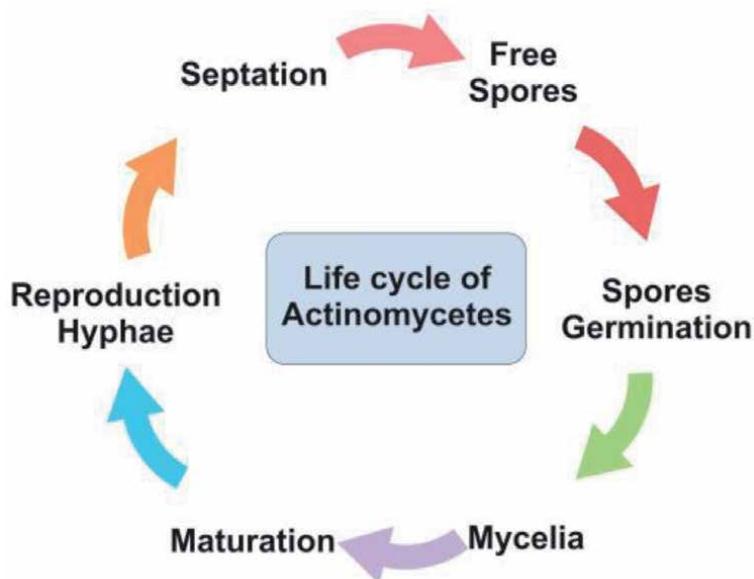 Septation
Free
Spores
Spores
Germination
Mycelia
Maturation
Reproduction
Hyphae
Life cycle of
Actinomycetes